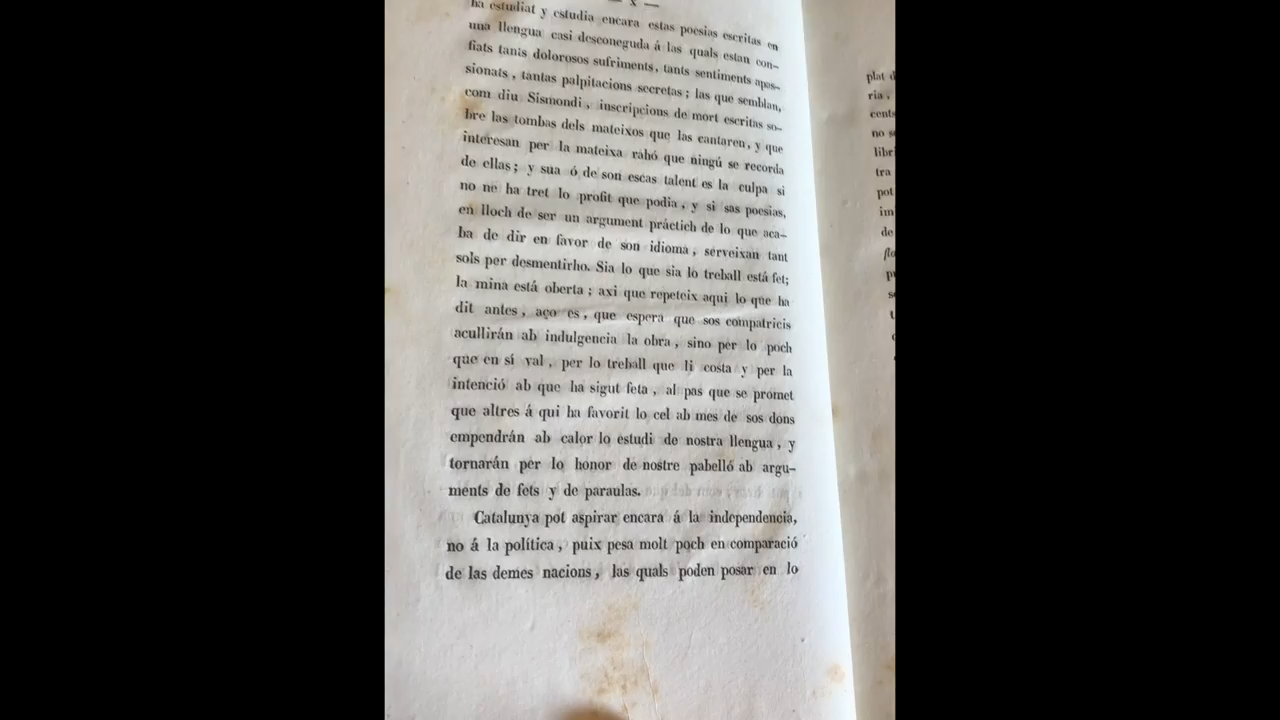 — X —
ha estudiat y estudia encara estas poesias escritas en
una llengua casi desconeguda á las quals estan con-
fiats tants dolorosos sufriments, tants sentiments apas-
sionats, tantas palpitacions secretas; las que semblan,
com diu Sismondi, inscripcions de mort escritas so-
bre las tombas dels mateixos que las cantaren, y que
interesan per la mateixa rahó que ningú se recorda
de ellas; y sua ó de son escas talent es la culpa si
no ne ha tret lo profit que podia, y si sas poesias,
en lloch de ser un argument práctich de lo que aca-
ba de dir en favor de son idioma, serveixan tant
sols per desmentirho. Sia lo que sia lo treball está fet;
la mina está oberta; axi que repeteix aqui lo que ha
dit antes, aço es, que espera que sos compatricis
acullirán ab indulgencia la obra, sino per lo poch
que en sí val, per lo treball que li costa y per la
intenció ab que ha sigut feta, al pas que se promet
que altres á qui ha favorit lo cel ab mes de sos dons
empendrán ab calor lo estudi de nostra llengua, y
tornarán per lo honor de nostre pabelló ab argu-
ments de fets y de paraulas.
Catalunya pot aspirar encara á la independencia,
no á la política, puix pesa molt poch en comparació
de las demes nacions, las quals poden posar en lo
plat
ria,
cents
no
libri
tra
pot
im
de